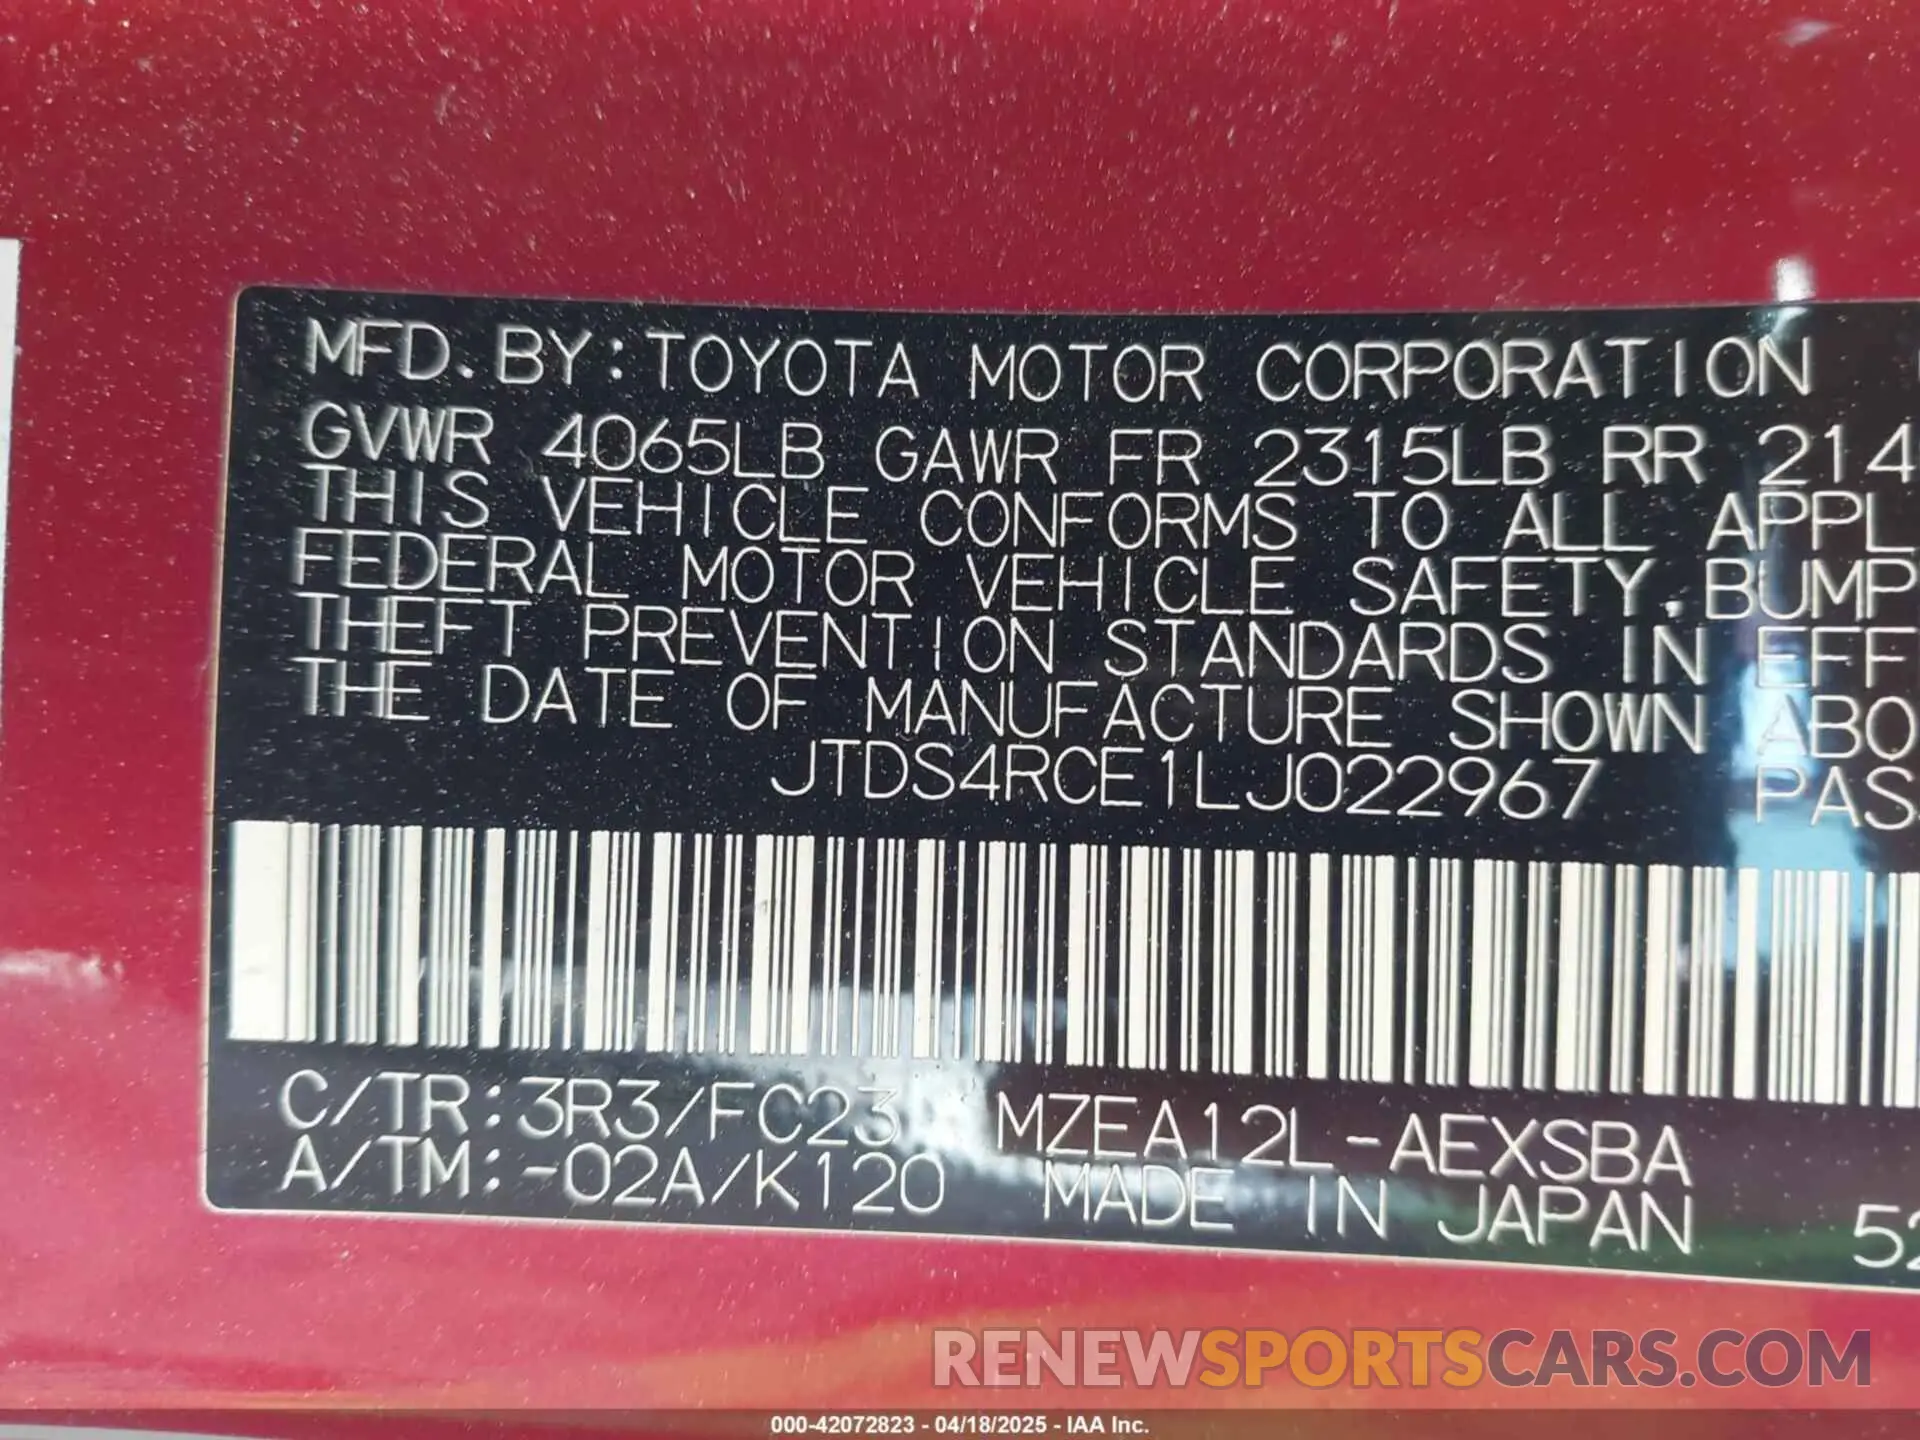 MFD. BY: TOYOTA MOTOR CORPORATION
GVWR 4065LB GAWR FR 2315LB RR 214
THIS VEHICLE CONFORMS TO ALL APPL
FEDERAL MOTOR VEHICLE SAFETY, BUMP
THEFT PREVENTION STANDARDS IN EFF
THE DATE OF MANUFACTURE SHOWN ABO
JTDS4RCE1LJ022967 PAS
C/TR: 3R3/FC23 MZEA12L-AEXSBA
A/TM: -02A/K120 MADE IN JAPAN 52
RENEWSPORTSCARS.COM
000-42072823 - 04/18/2025 - IAA Inc.